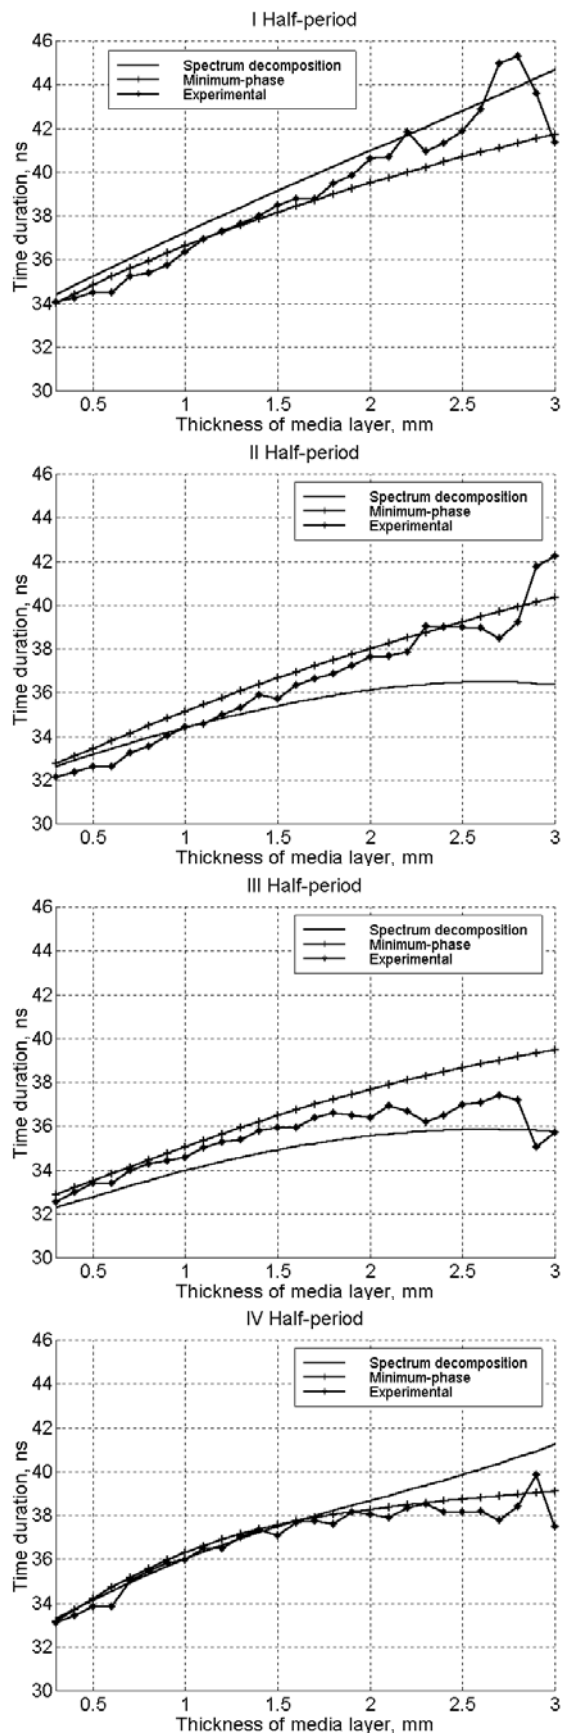 I Half-period
46
44
42
40
38
36
34
32
30
Time duration, ns
Spectrum decomposition
Minimum-phase
Experimental
0.5 1 1.5 2 2.5 3
Thickness of media layer, mm
II Half-period
46
44
42
40
38
36
34
32
30
Time duration, ns
Spectrum decomposition
Minimum-phase
Experimental
0.5 1 1.5 2 2.5 3
Thickness of media layer, mm
III Half-period
46
44
42
40
38
36
34
32
30
Time duration, ns
Spectrum decomposition
Minimum-phase
Experimental
0.5 1 1.5 2 2.5 3
Thickness of media layer, mm
IV Half-period
46
44
42
40
38
36
34
32
30
Time duration, ns
Spectrum decomposition
Minimum-phase
Experimental
0.5 1 1.5 2 2.5 3
Thickness of media layer, mm